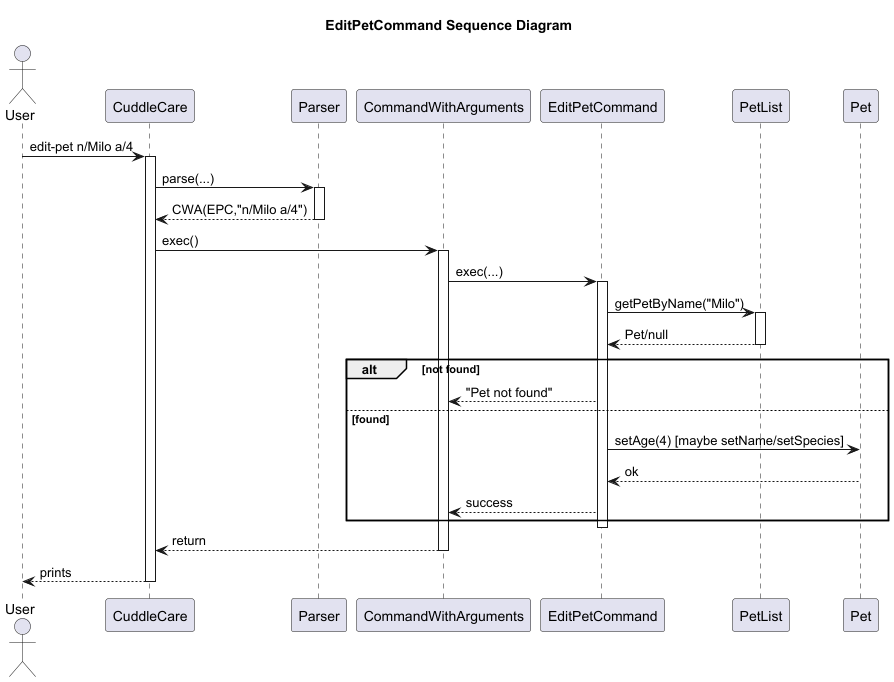 EditPetCommand Sequence Diagram
User
CuddleCare
Parser
CommandWithArguments
EditPetCommand
PetList
Pet
edit-pet n/Milo a/4
parse(...)
CWA(EPC,"n/Milo a/4")
exec()
exec(...)
getPetByName("Milo")
Pet/null
alt
[not found]
"Pet not found"
[found]
setAge(4) [maybe setName/setSpecies]
ok
success
return
prints
User
CuddleCare
Parser
CommandWithArguments
EditPetCommand
PetList
Pet